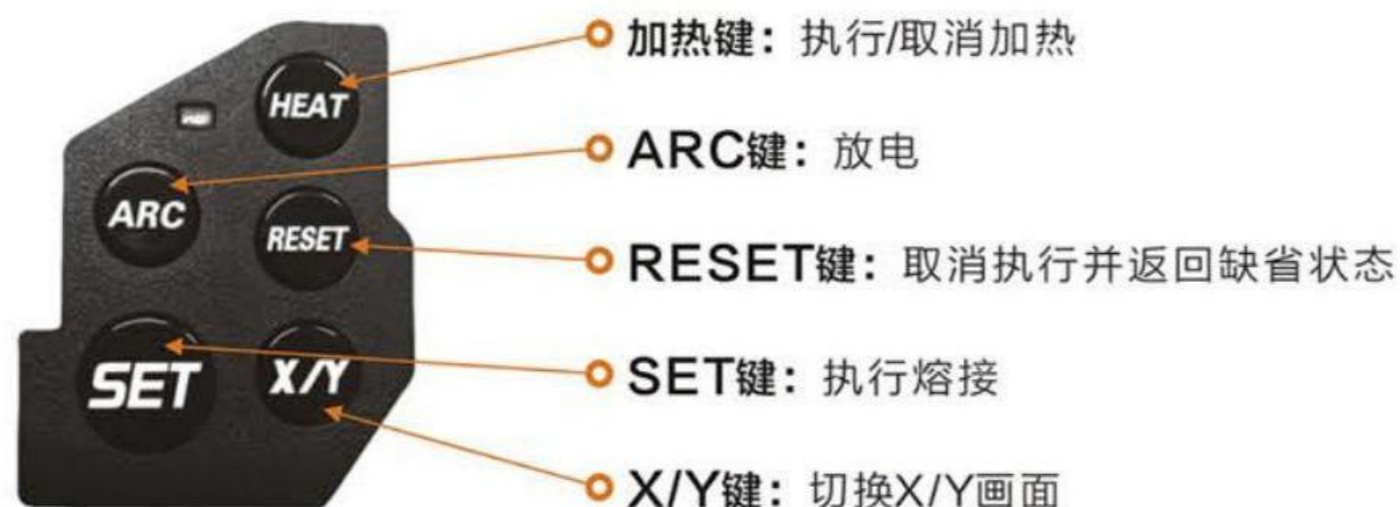 加热键：执行/取消加热
HEAT
ARC键：放电
ARC
RESET键：取消执行并返回缺省状态
RESET
SET键：执行熔接
SET
X/Y
X/Y键：切换X/Y画面